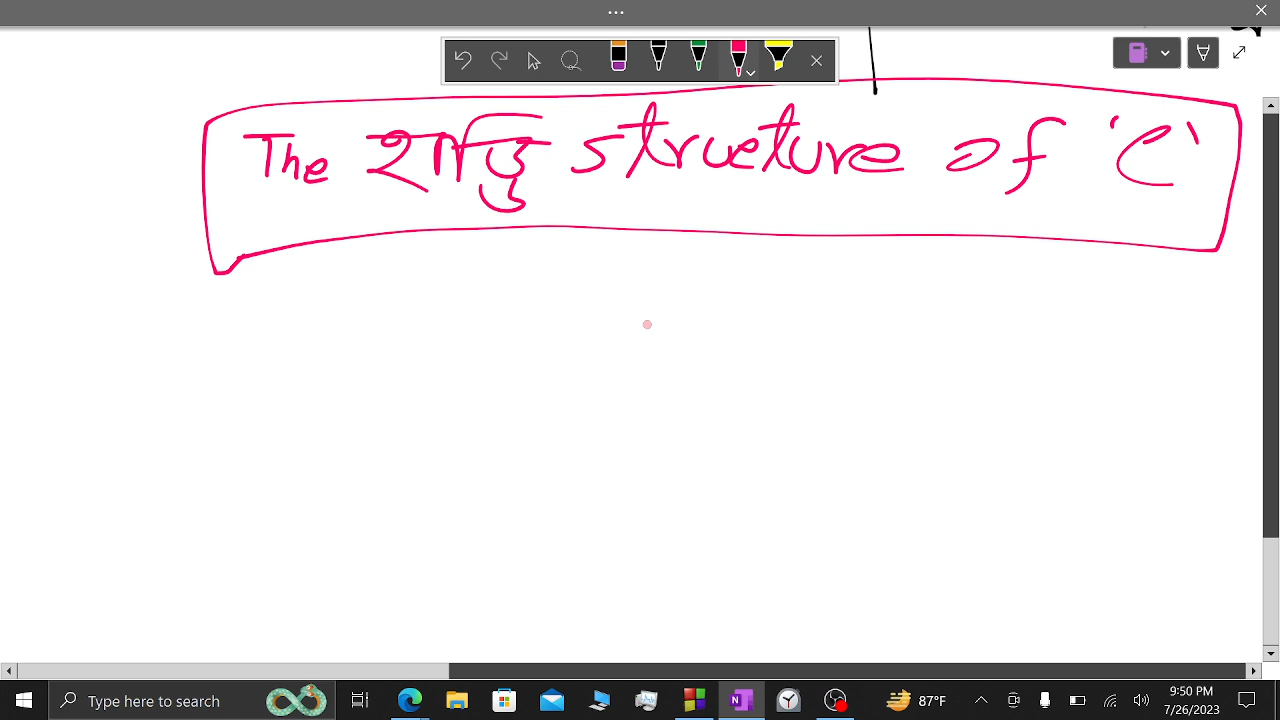 The হাড্ডি structure of 'C'
Type here to search
87°F
9:50 PM
7/26/2023